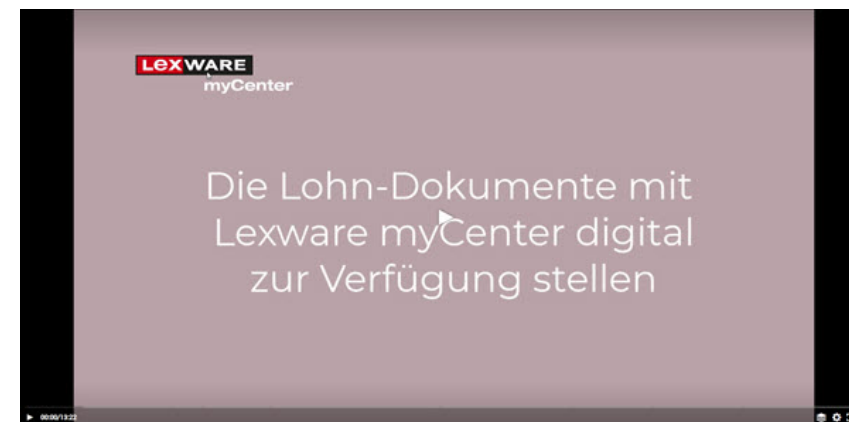 LEXWARE
myCenter
Die Lohn-Dokumente mit
Lexware myCenter digital
zur Verfügung stellen
00:00/13:22